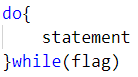 do{
    statement
}while(flag)